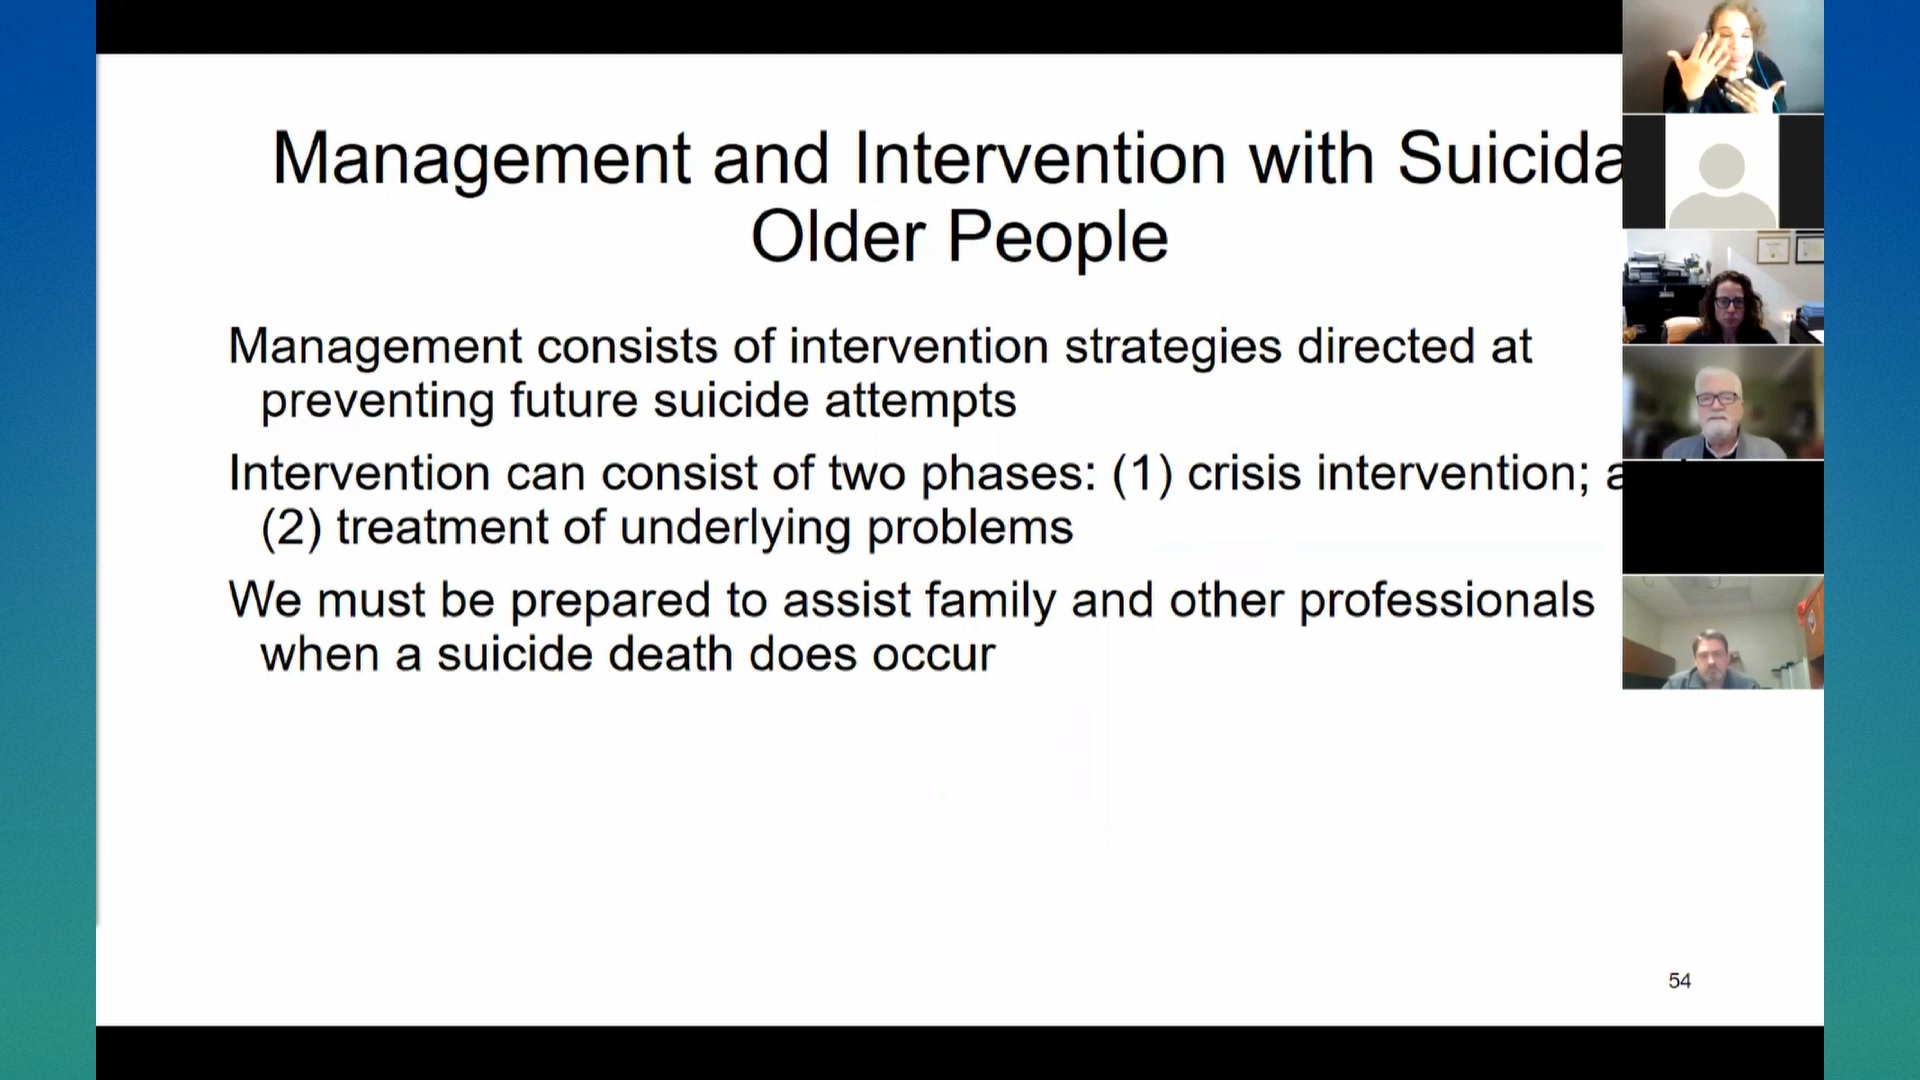 Management and Intervention with Suicida
Older People
Management consists of intervention strategies directed at
preventing future suicide attempts
Intervention can consist of two phases: (1) crisis intervention; a
(2) treatment of underlying problems
We must be prepared to assist family and other professionals
when a suicide death does occur
54